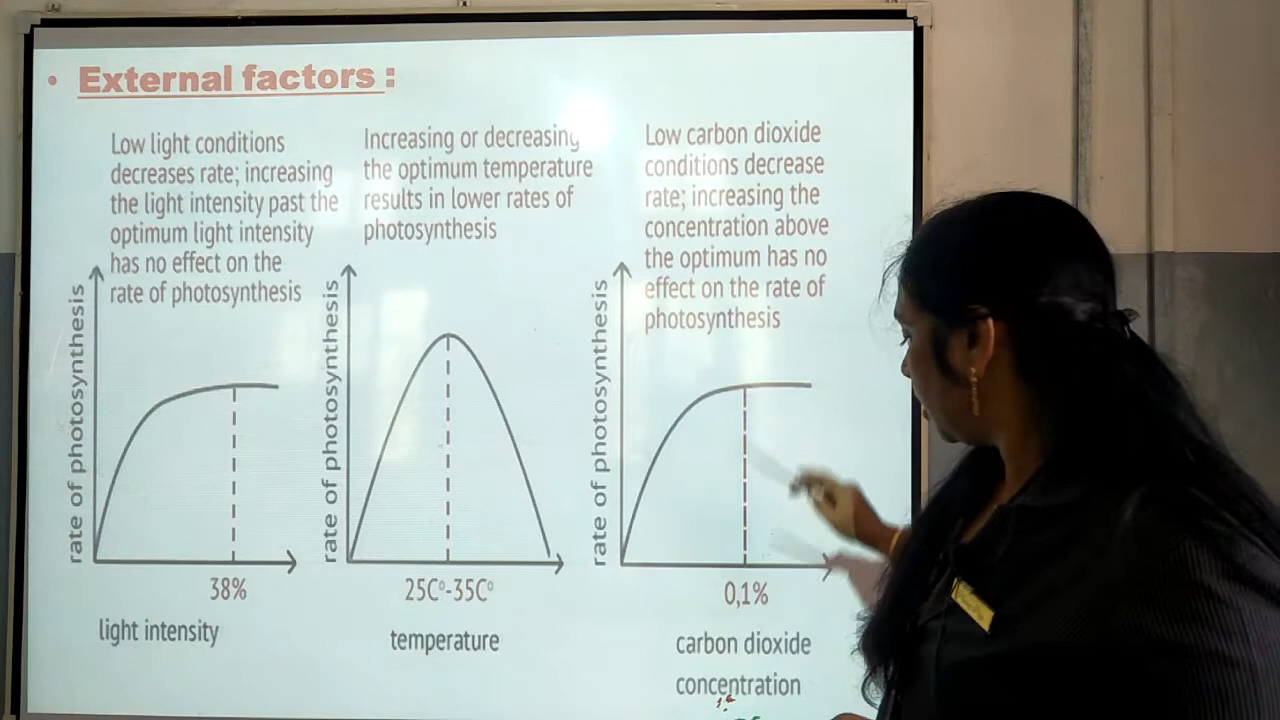 • External factors :
Low light conditions
decreases rate; increasing
the light intensity past the
optimum light intensity
has no effect on the
rate of photosynthesis
rate of photosynthesis
38%
light intensity
Increasing or decreasing
the optimum temperature
results in lower rates of
photosynthesis
rate of photosynthesis
25C°-35C°
temperature
Low carbon dioxide
conditions decrease
rate; increasing the
concentration above
the optimum has no
effect on the rate of
photosynthesis
rate of photosynthesis
0,1%
carbon dioxide
concentration